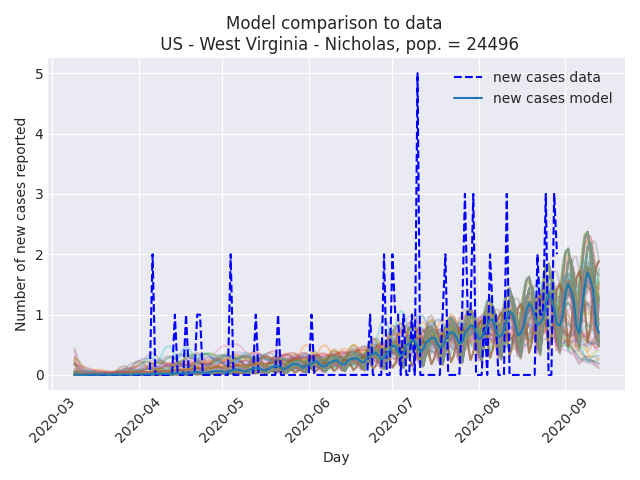 Model comparison to data
US - West Virginia - Nicholas, pop. = 24496
new cases data
new cases model
Number of new cases reported
5
4
3
2
1
0
2020-03
2020-04
2020-05
2020-06
2020-07
2020-08
2020-09
Day